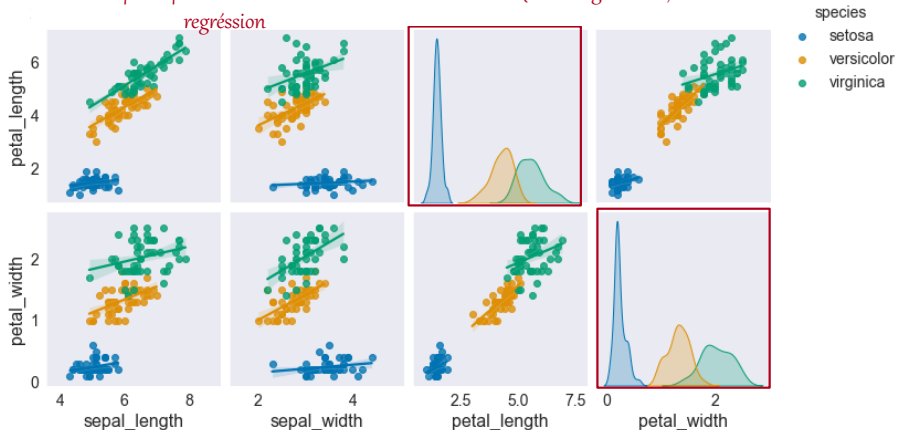 regréssion
species
setosa
versicolor
virginica
petal_length
6
4
2
petal_width
2
1
0
4 6 8
2 4
2.5 5.0 7.5
0 2
sepal_length
sepal_width
petal_length
petal_width